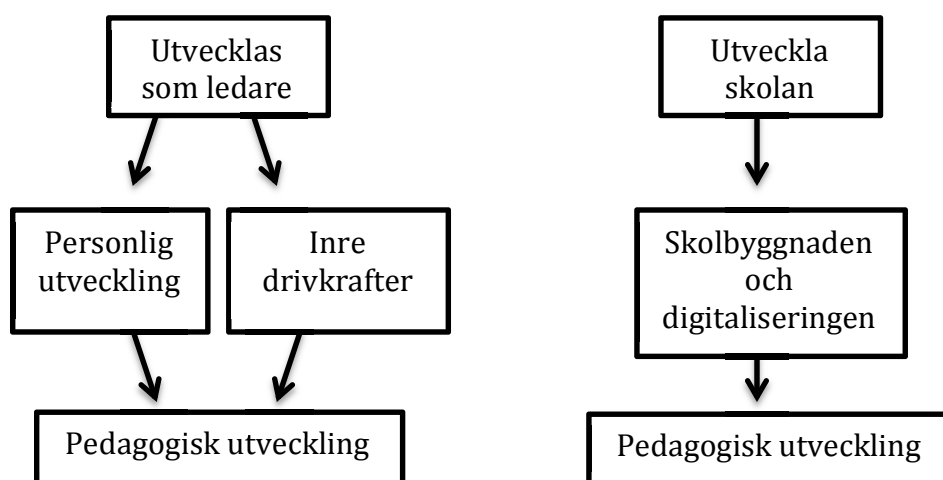 Utvecklas
som ledare
Utveckla
skolan
Personlig
utveckling
Inre
drivkrafter
Skolbyggnaden
och
digitaliseringen
Pedagogisk utveckling
Pedagogisk utveckling